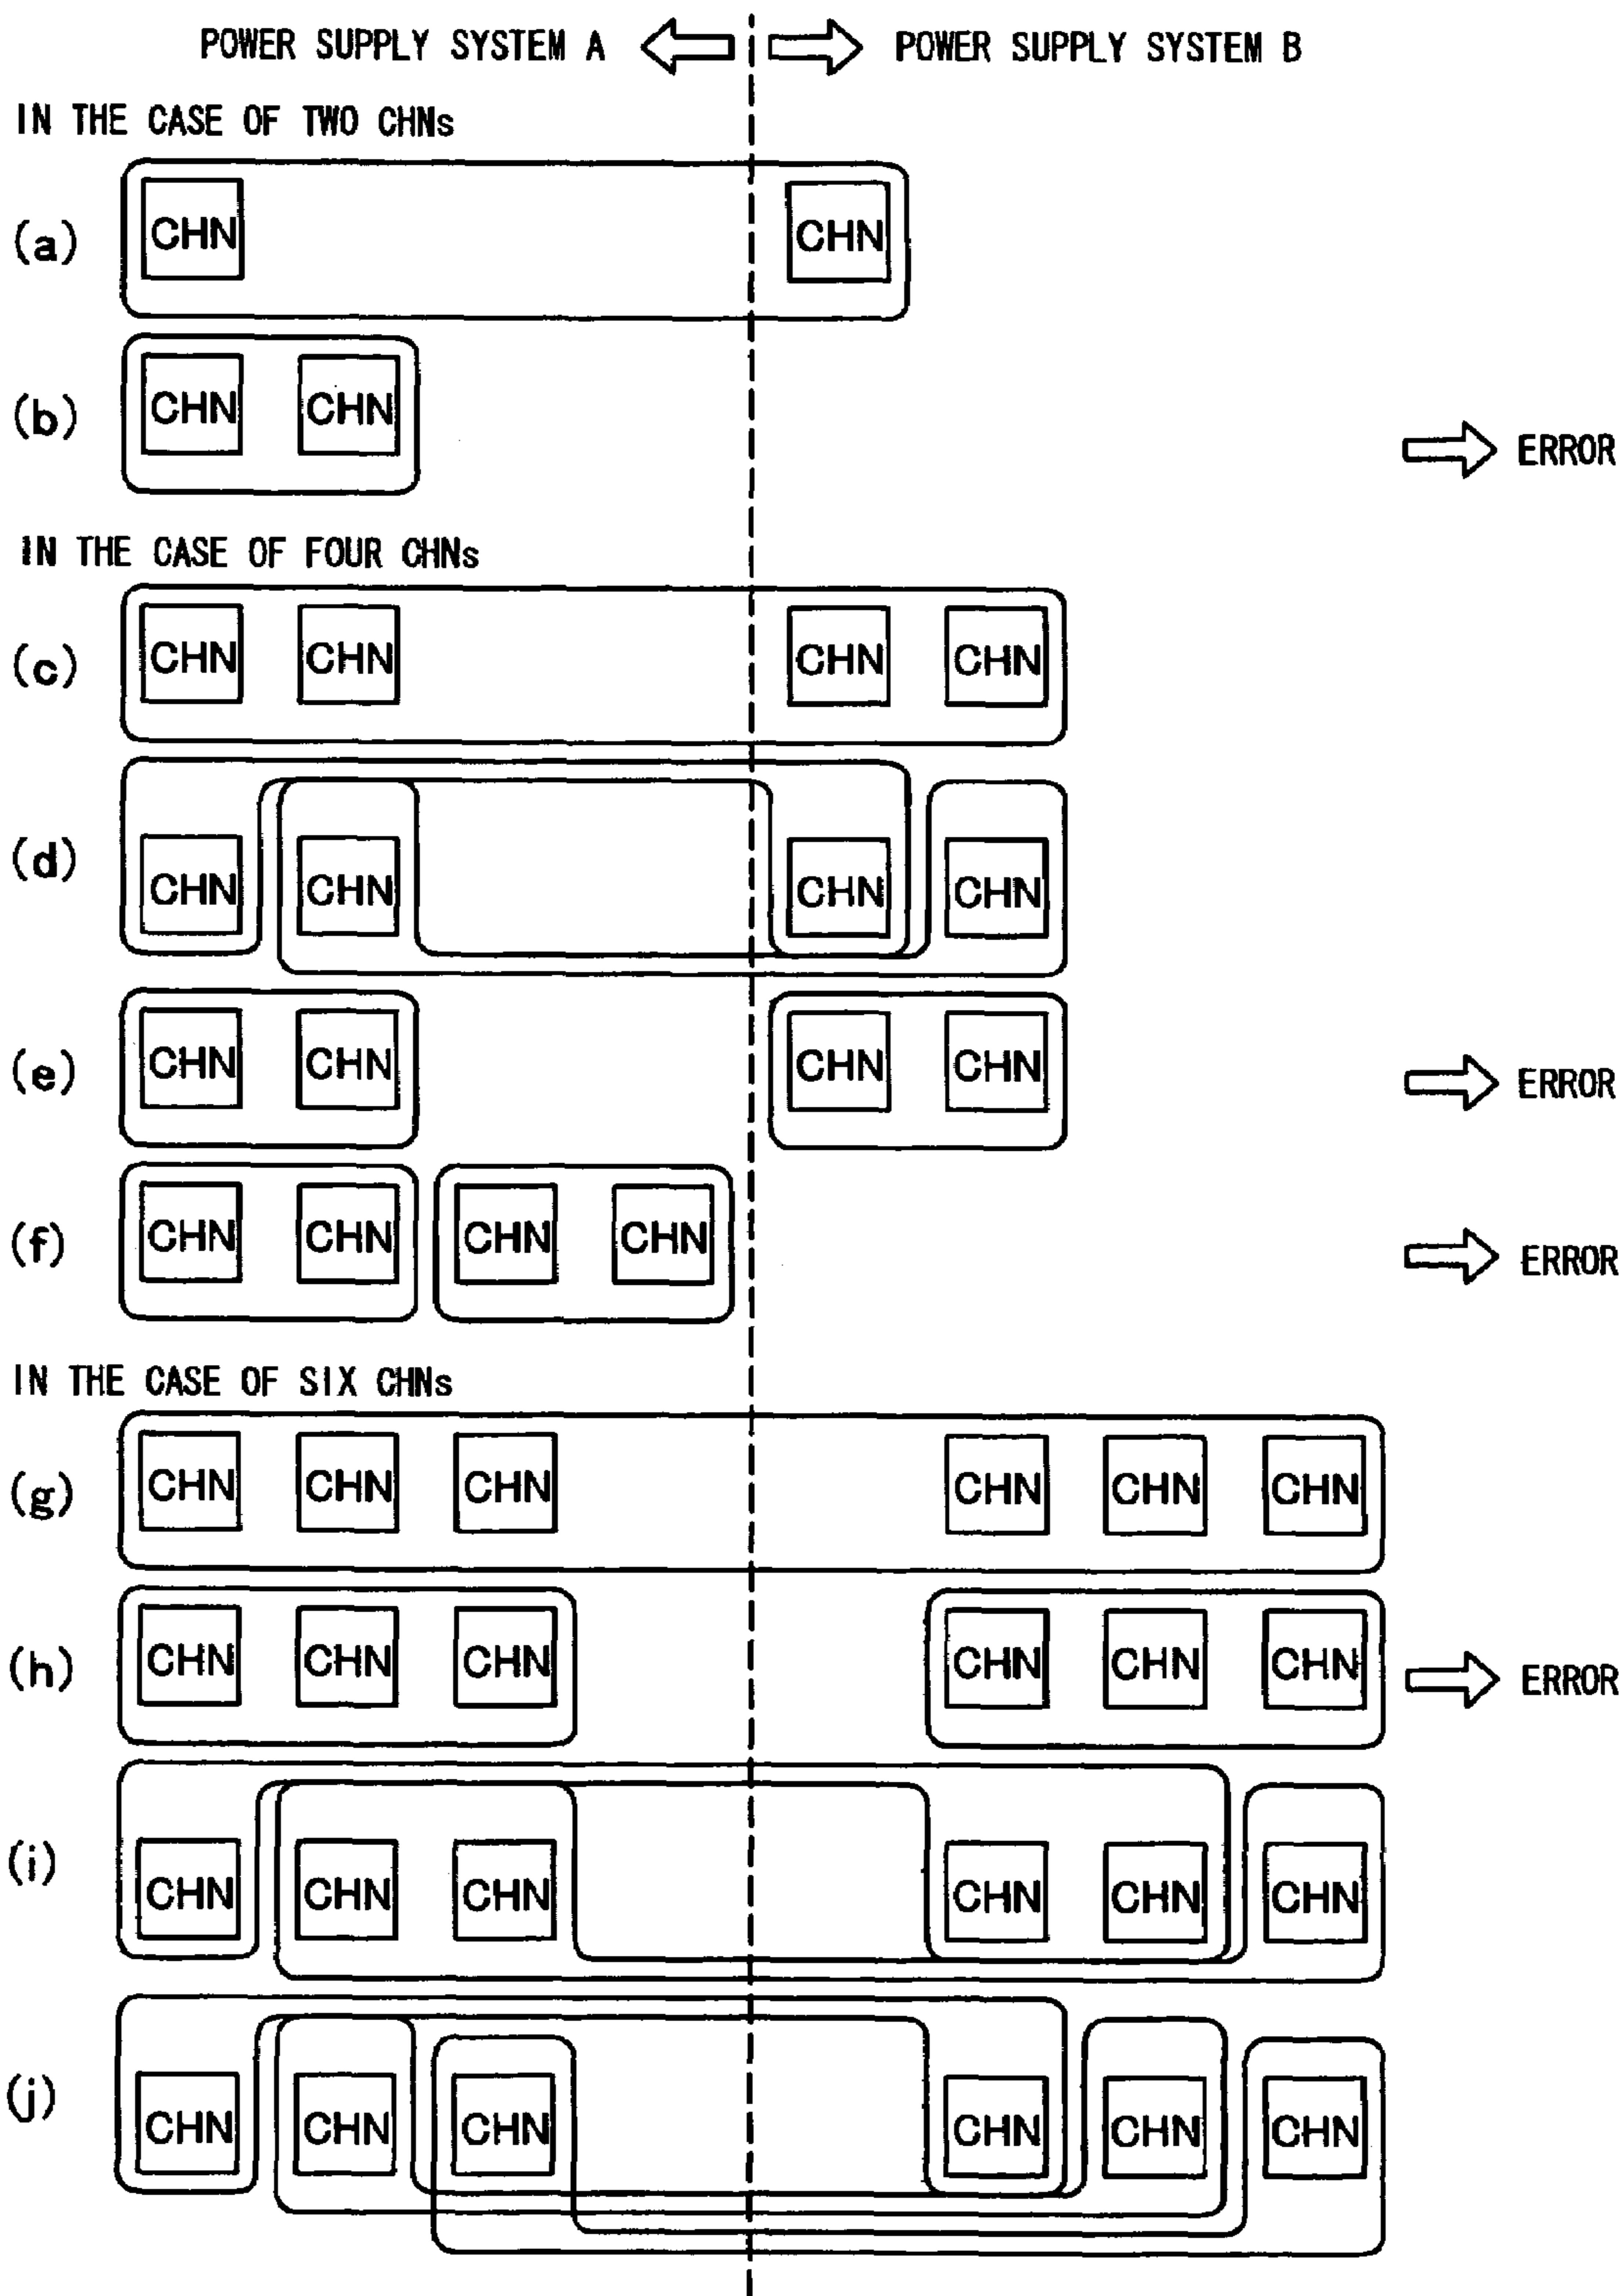 POWER SUPPLY SYSTEM A POWER SUPPLY SYSTEM B
IN THE CASE OF TWO CHNs
(a) CHN CHN
(b) CHN CHN ERROR
IN THE CASE OF FOUR CHNs
(c) CHN CHN CHN CHN
(d) CHN CHN CHN CHN
(e) CHN CHN CHN CHN ERROR
(f) CHN CHN CHN CHN ERROR
IN THE CASE OF SIX CHNs
(g) CHN CHN CHN CHN CHN CHN
(h) CHN CHN CHN CHN CHN CHN ERROR
(i) CHN CHN CHN CHN CHN CHN
(j) CHN CHN CHN CHN CHN CHN